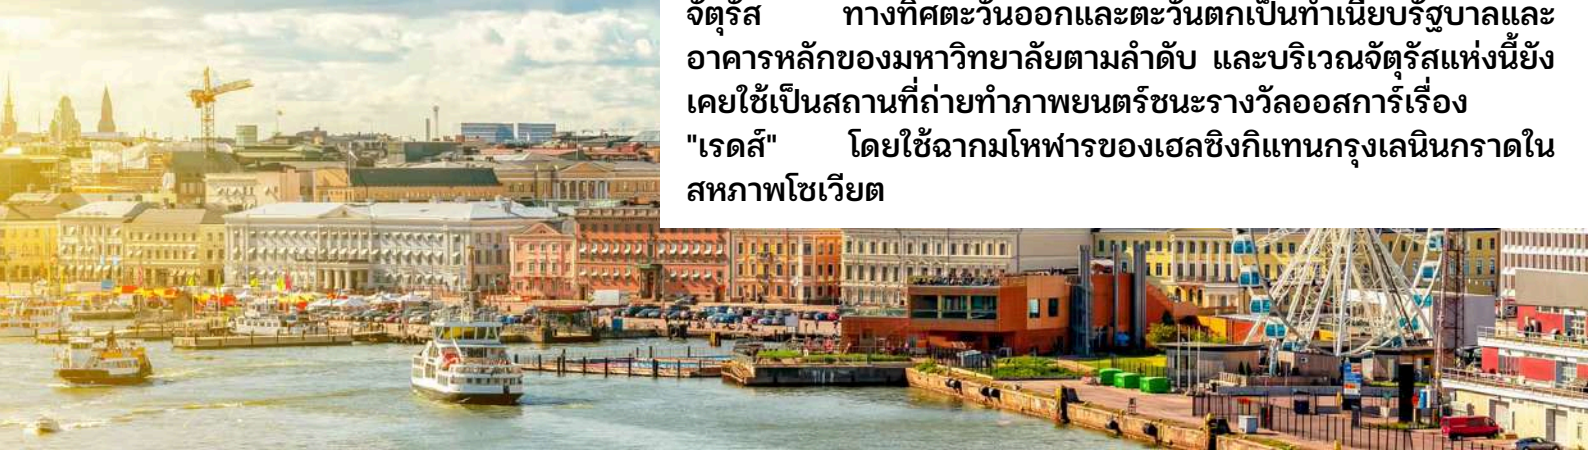 จัตุรัส ทางทิศตะวันออกและตะวันตกเป็นทำเนียบรัฐบาลและ
อาคารหลักของมหาวิทยาลัยตามลำดับ และบริเวณจัตุรัสแห่งนี้ยัง
เคยใช้เป็นสถานที่ถ่ายทำภาพยนตร์ชนะรางวัลออสการ์เรื่อง
"เรดส์" โดยใช้ฉากมโหฬารของเฮลซิงกิแทนกรุงเลนินกราดใน
สหภาพโซเวียต